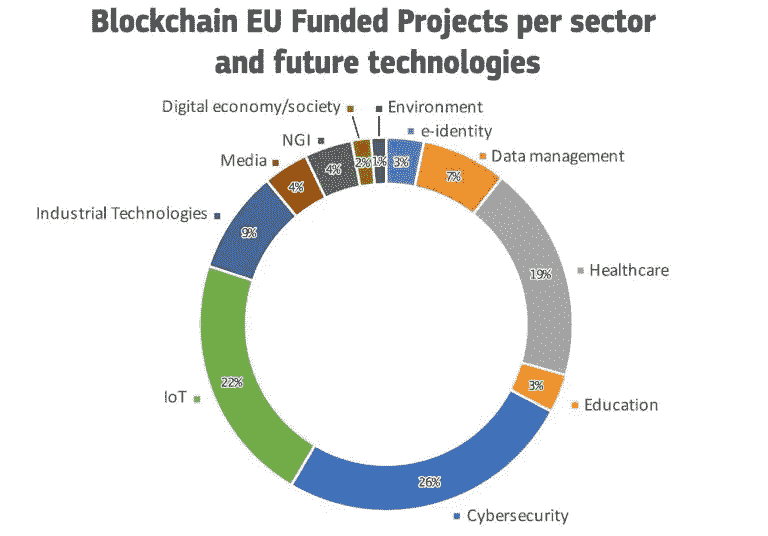 Blockchain EU Funded Projects per sector
and future technologies
Digital economy/society
Environment
NGI
e-identity
Media
Data management
2%
1%
3%
4%
7%
4%
Industrial Technologies
9%
Healthcare
19%
IoT
22%
3%
Education
26%
Cybersecurity